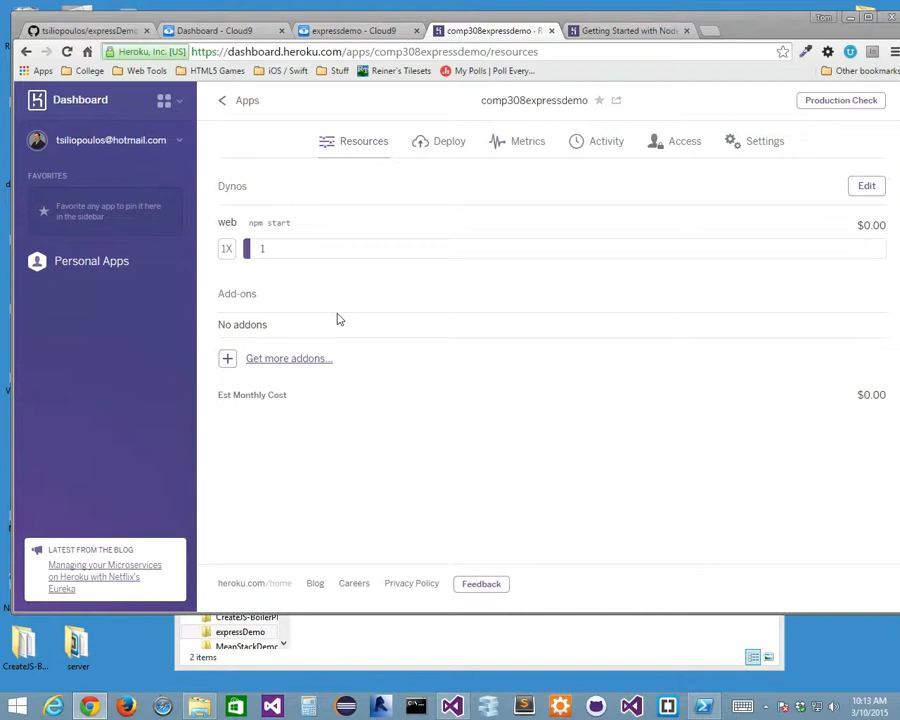 Tom
tsiliopoulos/expressDem
Dashboard - Cloud9
expressdemo - Cloud9
comp308expressdemo - R
Getting Started with Node
Heroku, Inc. [US]
https://dashboard.heroku.com/apps/comp308expressdemo/resources
Apps
College
Web Tools
HTML5 Games
iOS / Swift
Stuff
Reiner's Tilesets
My Polls | Poll Every...
Other bookmarks
Dashboard
Apps
comp308expressdemo
Production Check
tsiliopoulos@hotmail.com
Resources
Deploy
Metrics
Activity
Access
Settings
FAVORITES
Favorite any app to pin it here
in the sidebar
Personal Apps
Dynos
Edit
web
npm start
$0.00
1X
1
Add-ons
No addons
Get more addons...
Est Monthly Cost
$0.00
LATEST FROM THE BLOG
Managing your Microservices
on Heroku with Netflix's
Eureka
heroku.com/home
Blog
Careers
Privacy Policy
Feedback
CreateJS-BoilerPl
expressDemo
MeanStackDemo
2 items
CreateJS-B...
server
10:13 AM
3/10/2015